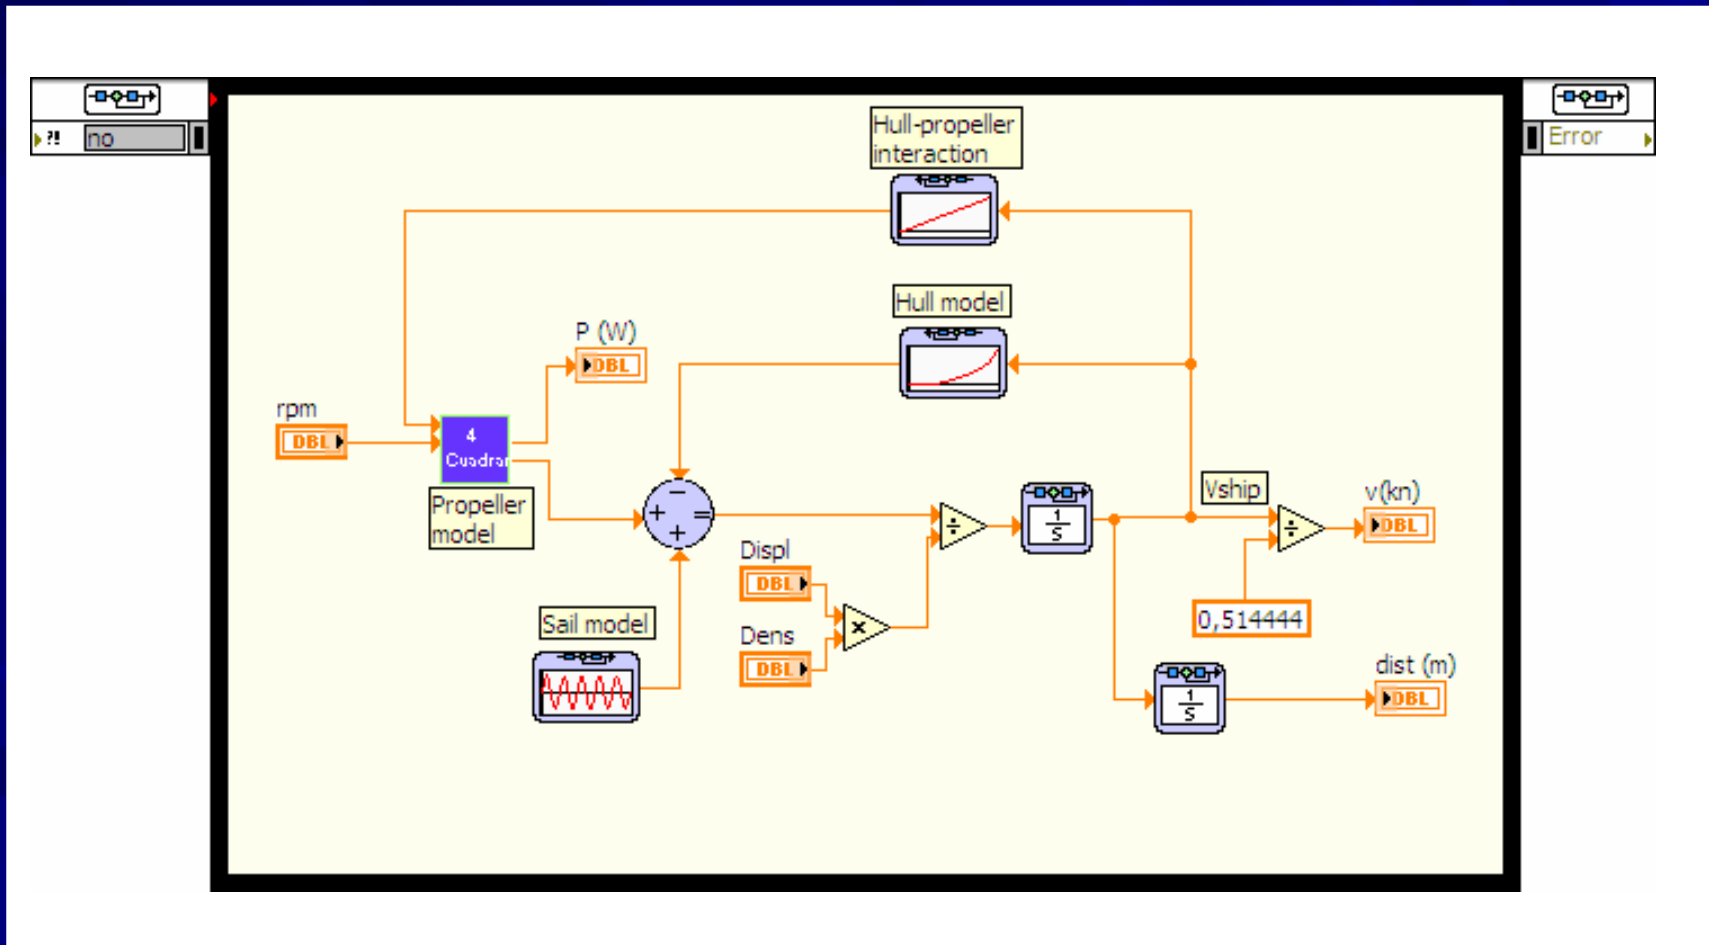 ?!
no
Error
Hull-propeller
interaction
Hull model
P (W)
DBL
rpm
DBL
4
Cuadran
Propeller
model
−
+
=
+
Vship
v(kn)
DBL
÷
1
S
÷
Displ
DBL
0,514444
Sail model
×
Dens
DBL
dist (m)
1
S
DBL